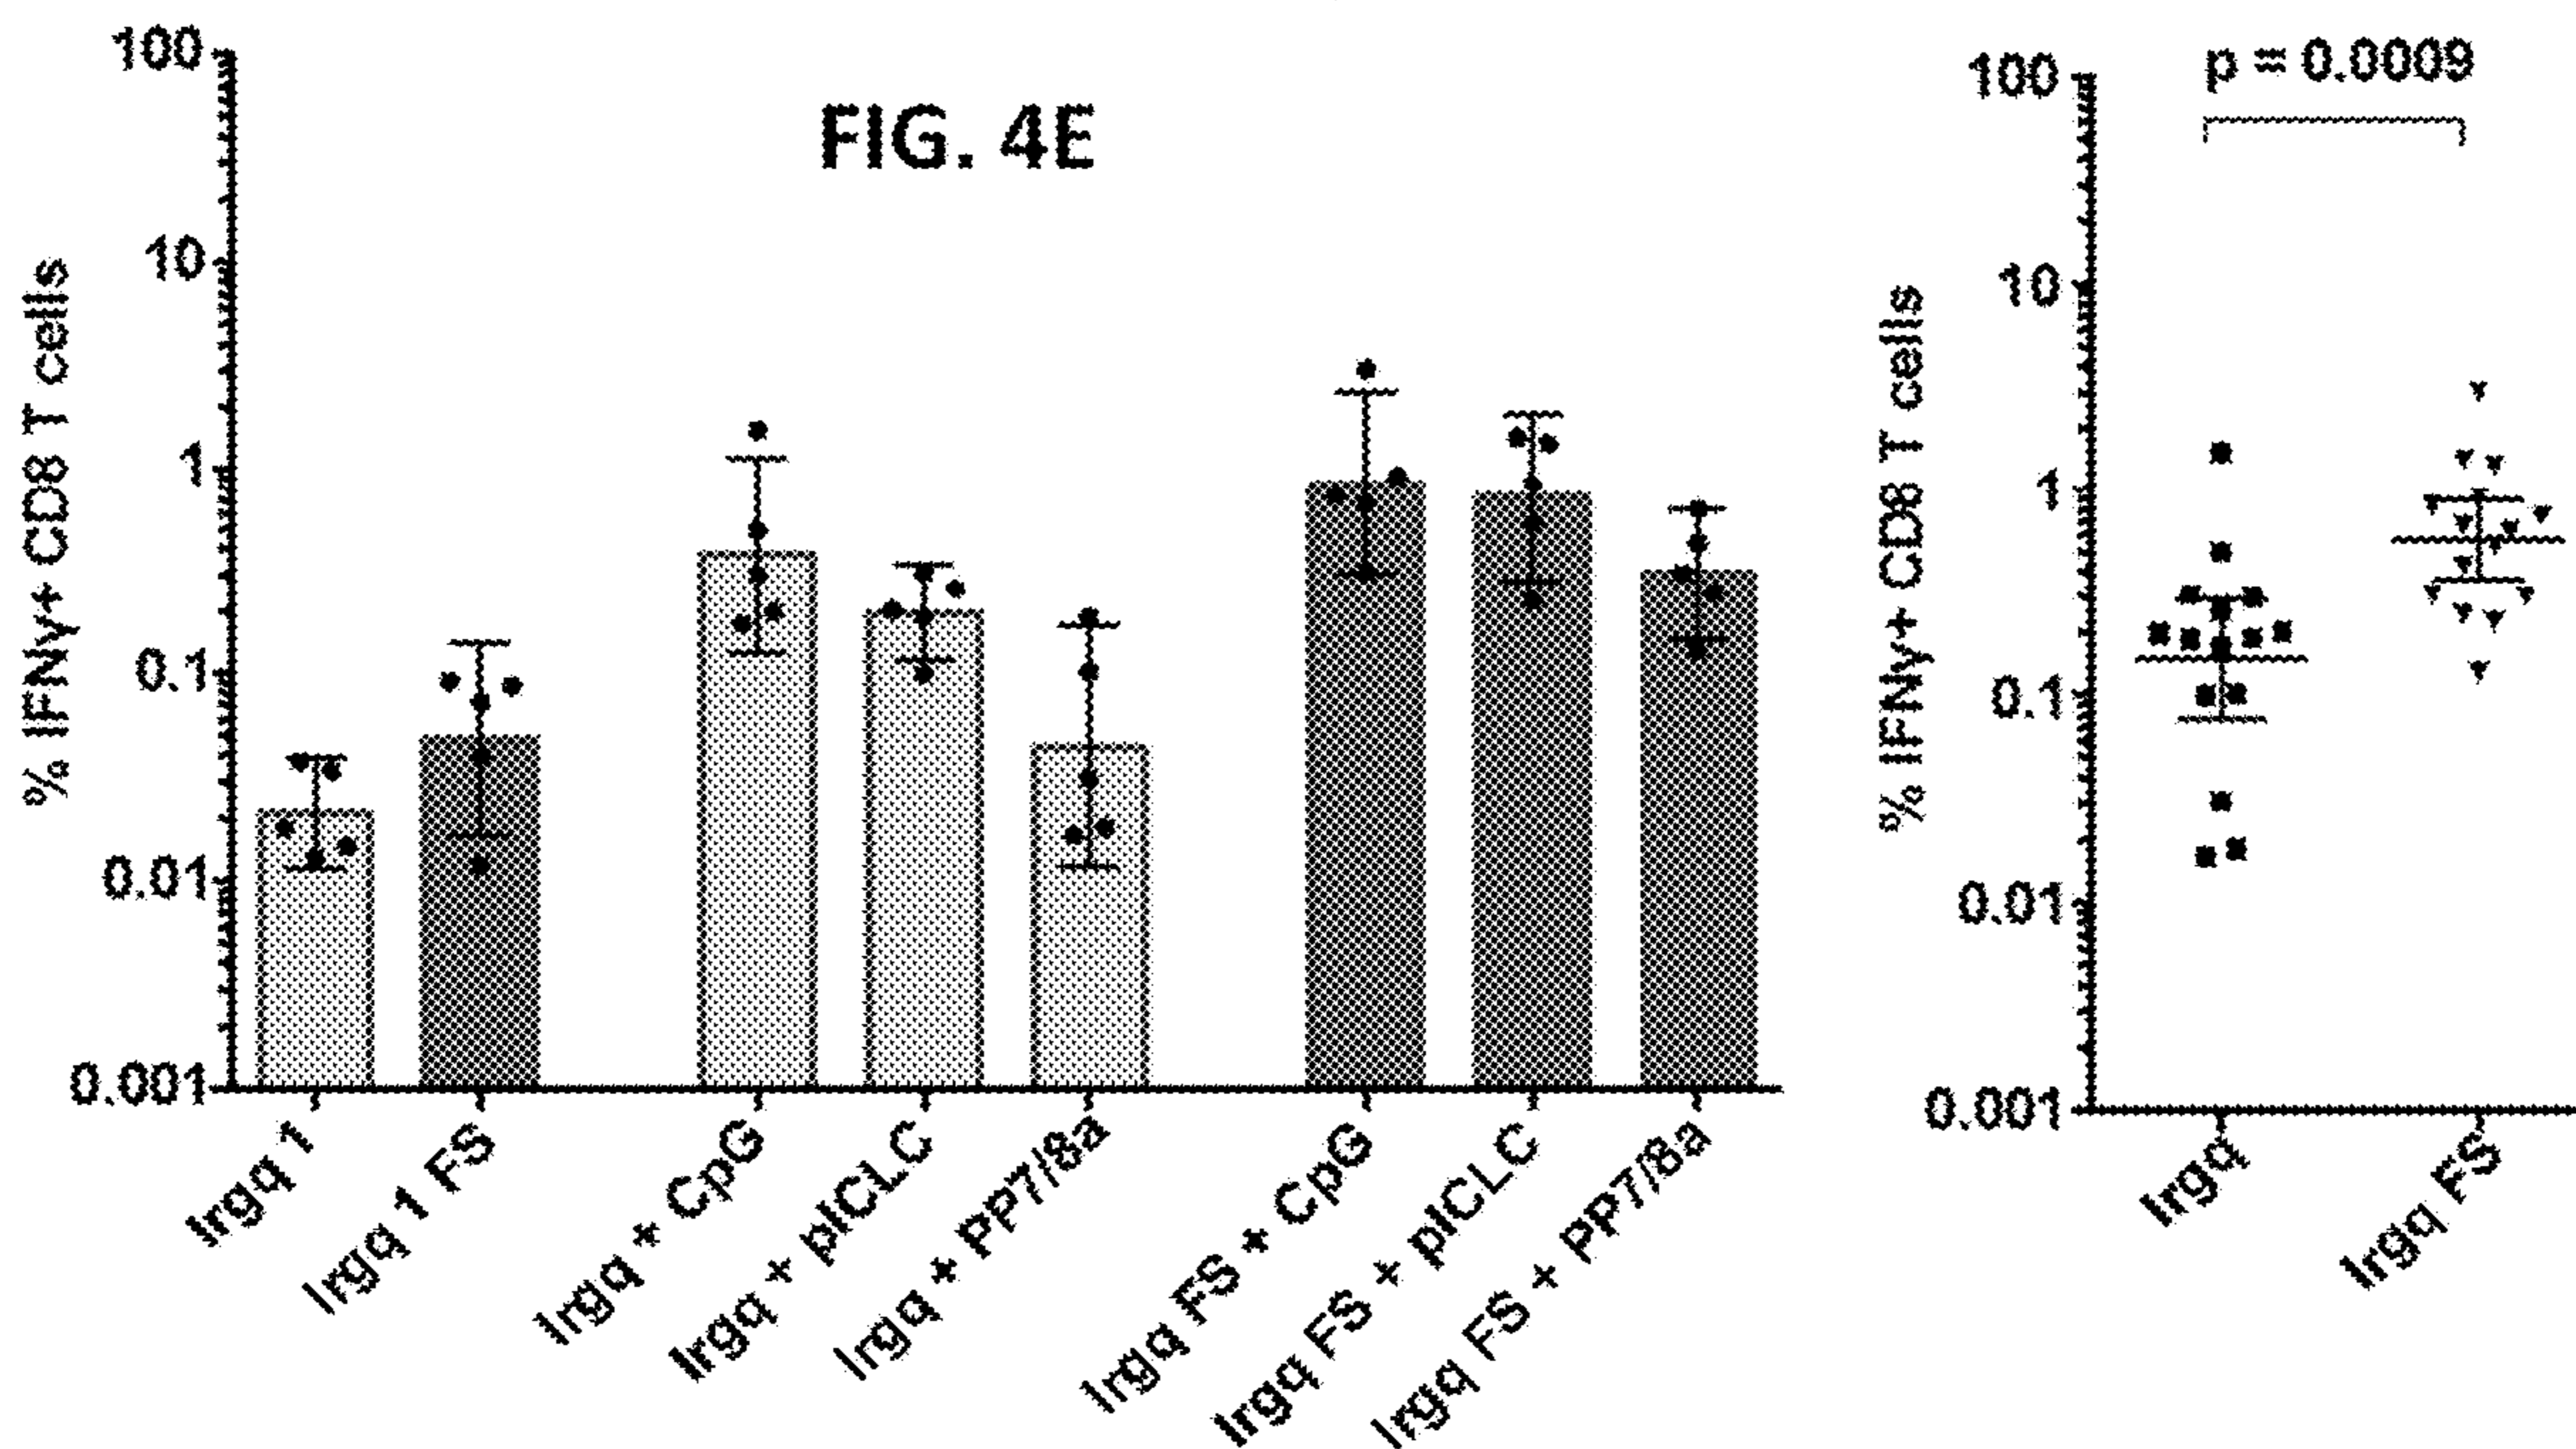 FIG. 4E
% IFNγ+ CD8 T cells
100
10
1
0.1
0.01
0.001
Irgq 1
Irgq 1 FS
Irgq + CpG
Irgq + pICLC
Irgq + PP7/8a
Irgq FS + CpG
Irgq FS + pICLC
Irgq FS + PP7/8a
p = 0.0009
% IFNγ+ CD8 T cells
100
10
1
0.1
0.01
0.001
Irgq
Irgq FS